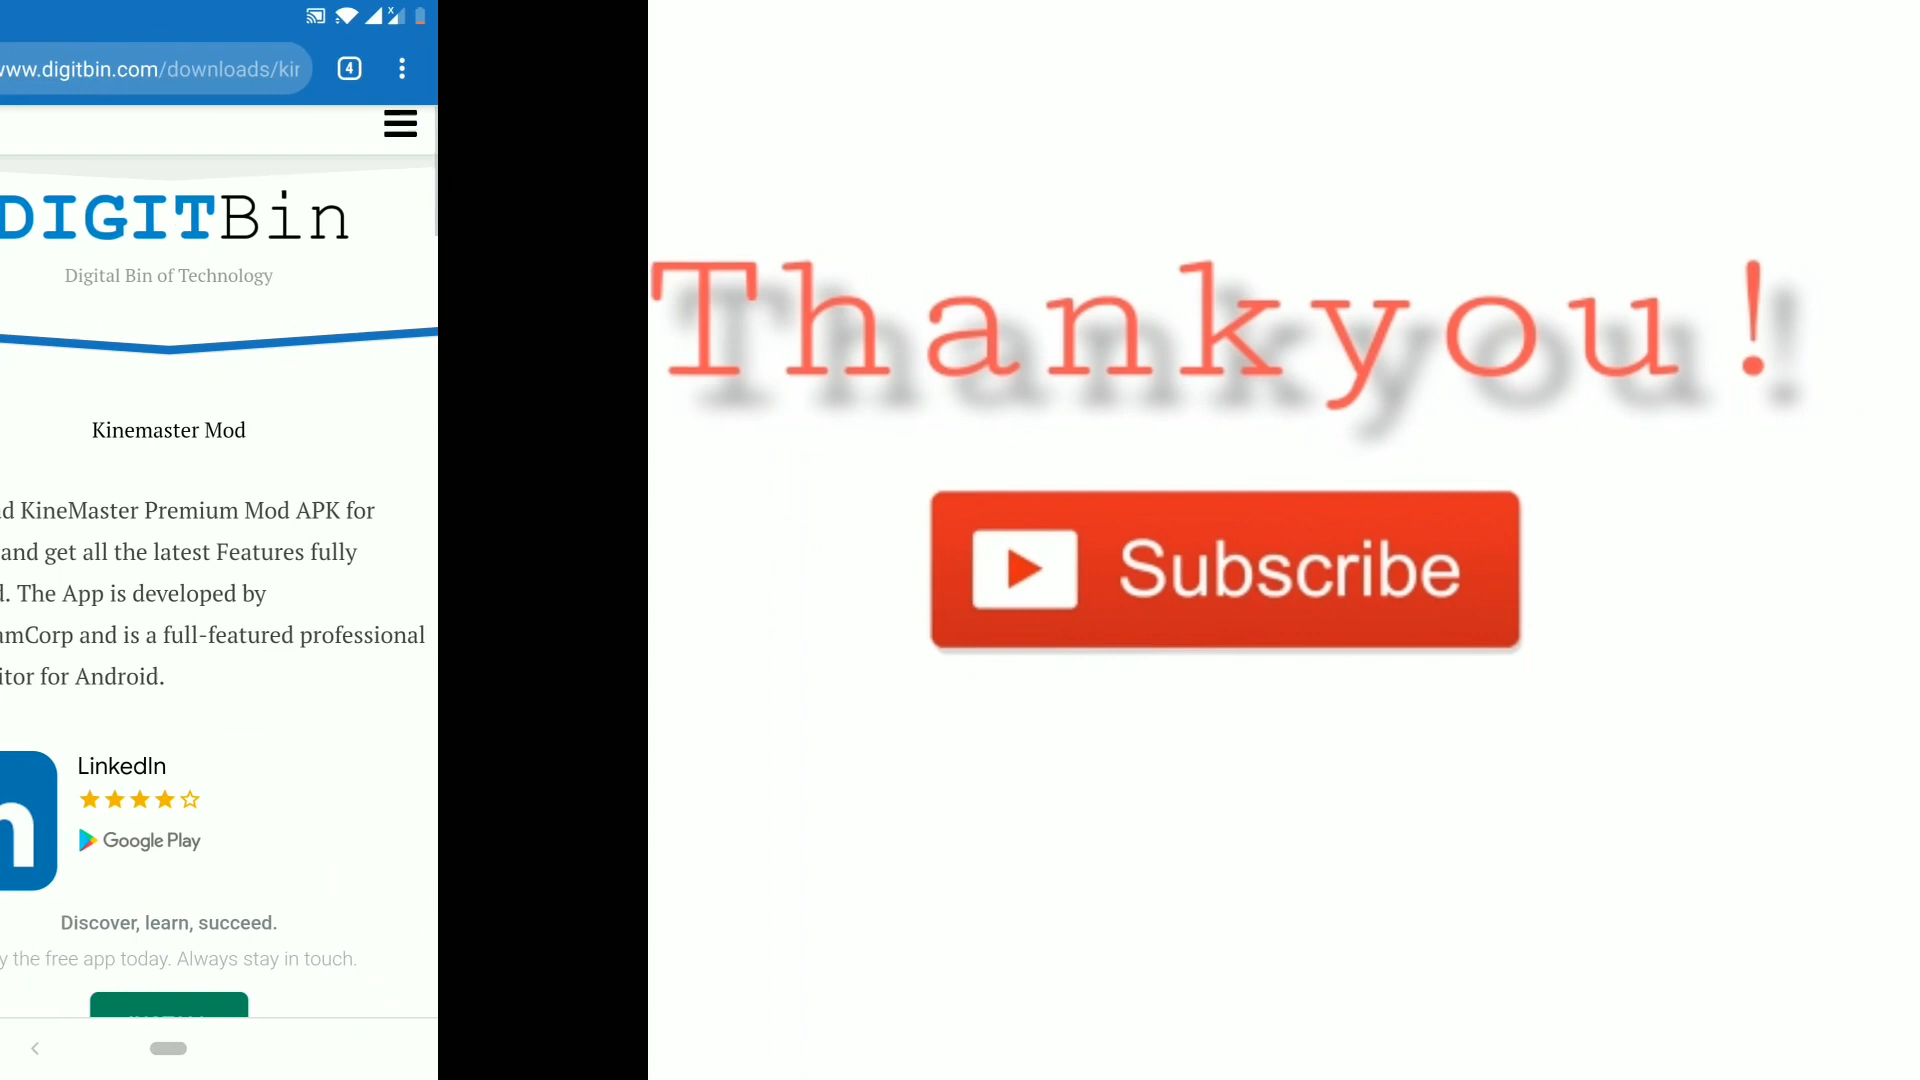 www.digitbin.com/downloads/kin
4
DIGITBin
Digital Bin of Technology
Kinemaster Mod
d KineMaster Premium Mod APK for
and get all the latest Features fully
d. The App is developed by
amCorp and is a full-featured professional
itor for Android.
LinkedIn
Google Play
Discover, learn, succeed.
y the free app today. Always stay in touch.
Thankyou!
Subscribe